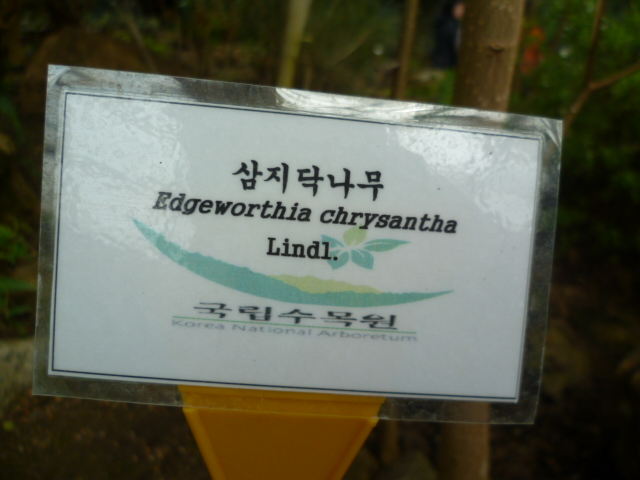 삼지닥나무
Edgeworthia chrysantha
Lindl.
국립수목원
Korea National Arboretum